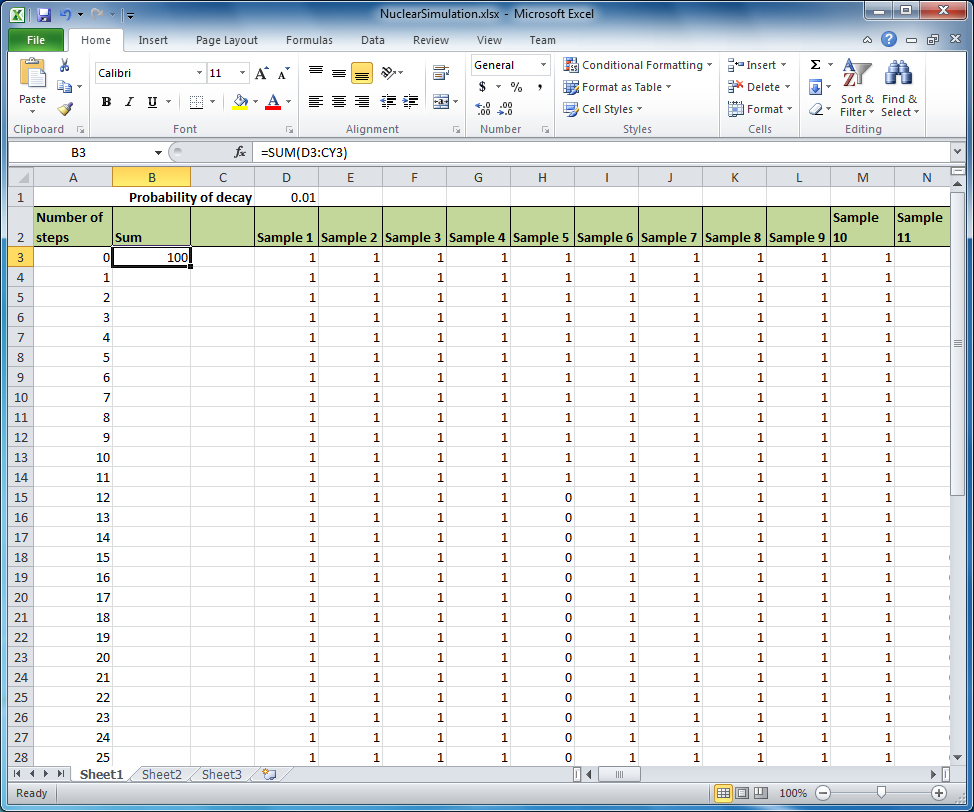 NuclearSimulation.xlsx - Microsoft Excel
File Home Insert Page Layout Formulas Data Review View Team
Calibri 11 General Conditional Formatting Insert Σ
Paste B I U $ % , Format as Table Delete Sort & Find &
Cell Styles Format Filter Select
Clipboard Font Alignment Number Styles Cells Editing
B3 fx =SUM(D3:CY3)
A B C D E F G H I J K L M N
1 Probability of decay 0.01
2 Number of steps Sum Sample 1 Sample 2 Sample 3 Sample 4 Sample 5 Sample 6 Sample 7 Sample 8 Sample 9 Sample 10 Sample 11
3 0 100 1 1 1 1 1 1 1 1 1 1
4 1 1 1 1 1 1 1 1 1 1 1
5 2 1 1 1 1 1 1 1 1 1 1
6 3 1 1 1 1 1 1 1 1 1 1
7 4 1 1 1 1 1 1 1 1 1 1
8 5 1 1 1 1 1 1 1 1 1 1
9 6 1 1 1 1 1 1 1 1 1 1
10 7 1 1 1 1 1 1 1 1 1 1
11 8 1 1 1 1 1 1 1 1 1 1
12 9 1 1 1 1 1 1 1 1 1 1
13 10 1 1 1 1 1 1 1 1 1 1
14 11 1 1 1 1 1 1 1 1 1 1
15 12 1 1 1 1 0 1 1 1 1 1
16 13 1 1 1 1 0 1 1 1 1 1
17 14 1 1 1 1 0 1 1 1 1 1
18 15 1 1 1 1 0 1 1 1 1 1
19 16 1 1 1 1 0 1 1 1 1 1
20 17 1 1 1 1 0 1 1 1 1 1
21 18 1 1 1 1 0 1 1 1 1 1
22 19 1 1 1 1 0 1 1 1 1 1
23 20 1 1 1 1 0 1 1 1 1 1
24 21 1 1 1 1 0 1 1 1 1 1
25 22 1 1 1 1 0 1 1 1 1 1
26 23 1 1 1 1 0 1 1 1 1 1
27 24 1 1 1 1 0 1 1 1 1 1
28 25 1 1 1 1 0 1 1 1 1 1
Sheet1 Sheet2 Sheet3
Ready 100%